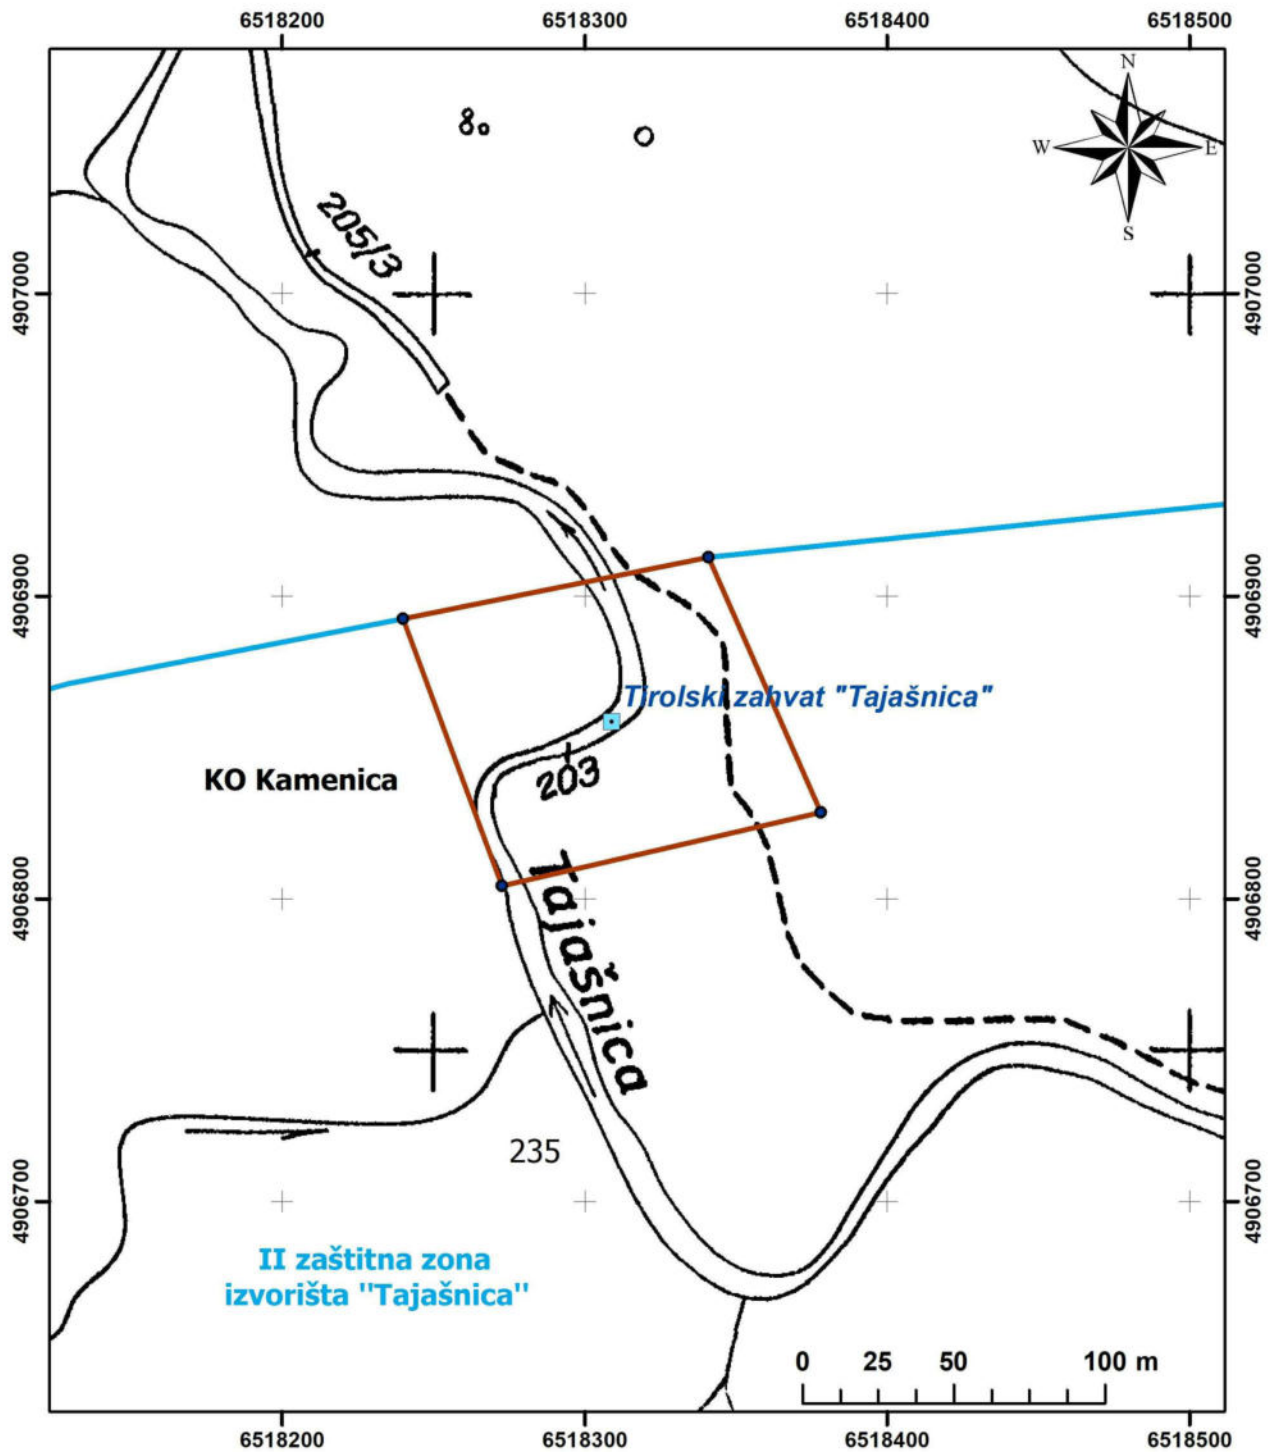 6518200 6518300 6518400 6518500
N
W E
S
205/3
4907000 4907000
4906900 4906900
Tirolski zahvat "Tajašnica"
KO Kamenica
203
4906800 4906800
Tajašnica
235
4906700 4906700
II zaštitna zona
izvorišta "Tajašnica"
0 25 50 100 m
6518200 6518300 6518400 6518500